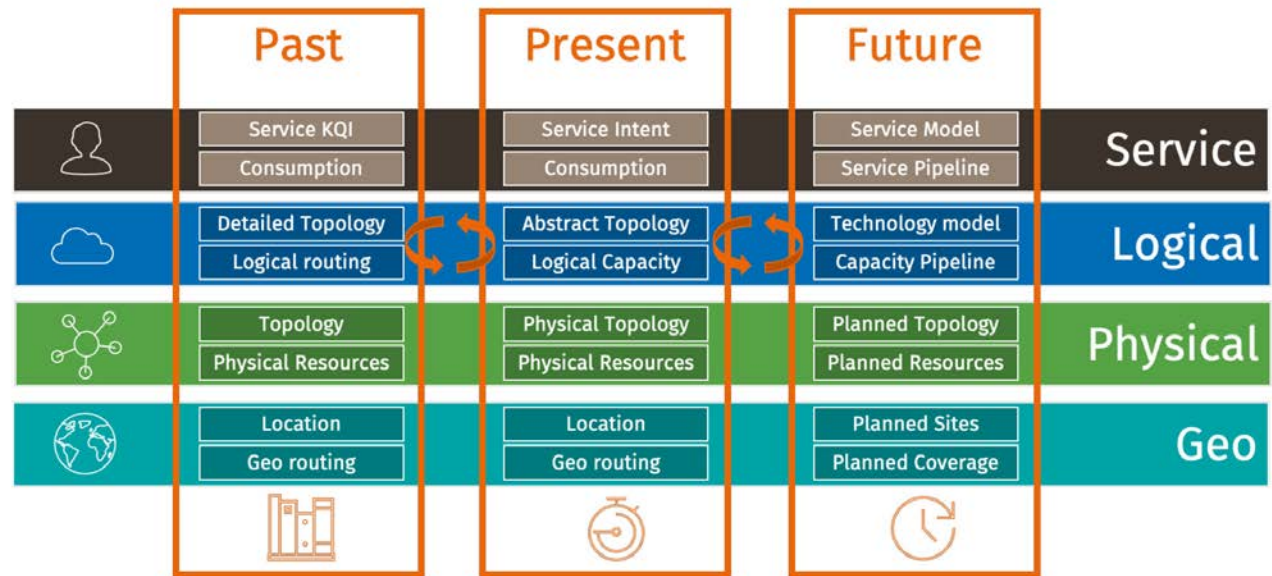 Past
Present
Future
Service KQI
Service Intent
Service Model
Service
Consumption
Consumption
Service Pipeline
Detailed Topology
Abstract Topology
Technology model
Logical
Logical routing
Logical Capacity
Capacity Pipeline
Topology
Physical Topology
Planned Topology
Physical
Physical Resources
Physical Resources
Planned Resources
Location
Location
Planned Sites
Geo
Geo routing
Geo routing
Planned Coverage